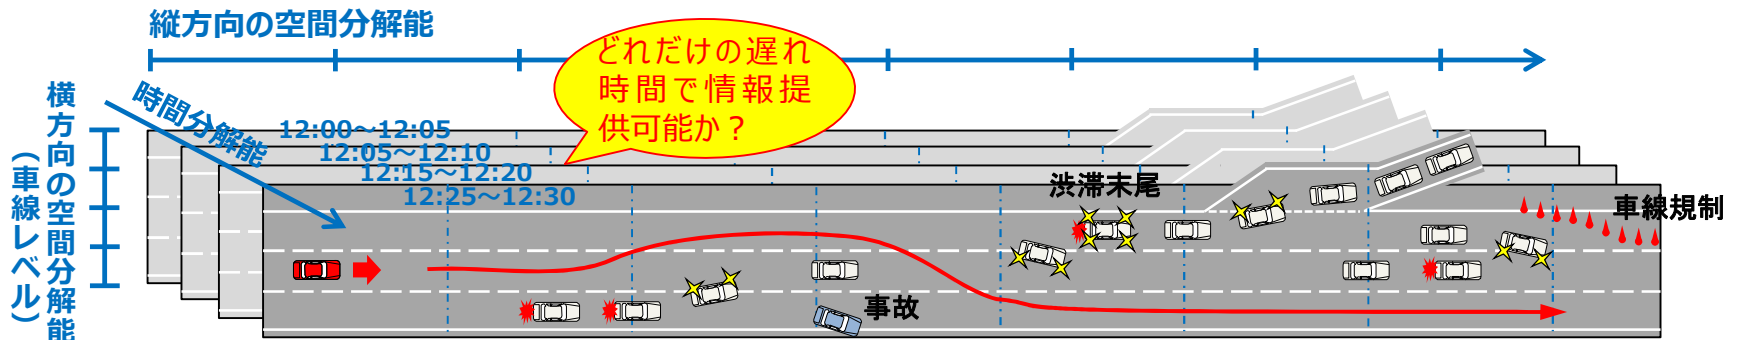 縦方向の空間分解能
どれだけの遅れ
時間で情報提
供可能か？
横方向の空間分解能
（車線レベル）
時間分解能
12:00～12:05
12:05～12:10
12:15～12:20
12:25～12:30
渋滞末尾
車線規制
事故